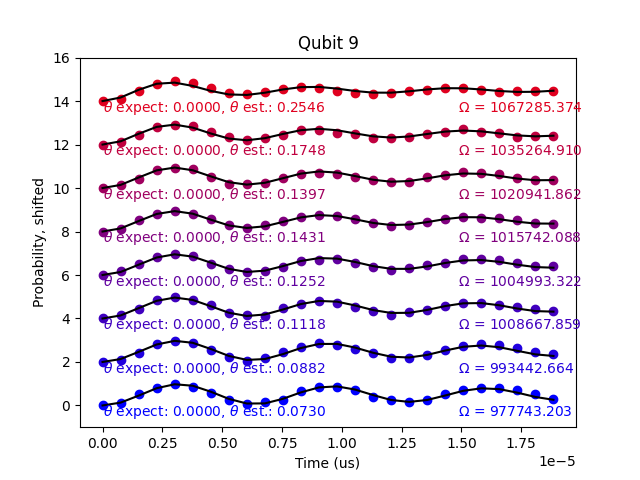 Qubit 9
16
14
θ expect: 0.0000, θ est.: 0.2546 Ω = 1067285.374
12
θ expect: 0.0000, θ est.: 0.1748 Ω = 1035264.910
10
θ expect: 0.0000, θ est.: 0.1397 Ω = 1020941.862
8
θ expect: 0.0000, θ est.: 0.1431 Ω = 1015742.088
6
θ expect: 0.0000, θ est.: 0.1252 Ω = 1004993.322
4
θ expect: 0.0000, θ est.: 0.1118 Ω = 1008667.859
2
θ expect: 0.0000, θ est.: 0.0882 Ω = 993442.664
0
θ expect: 0.0000, θ est.: 0.0730 Ω = 977743.203
Probability, shifted
0.00 0.25 0.50 0.75 1.00 1.25 1.50 1.75
Time (us)
1e−5